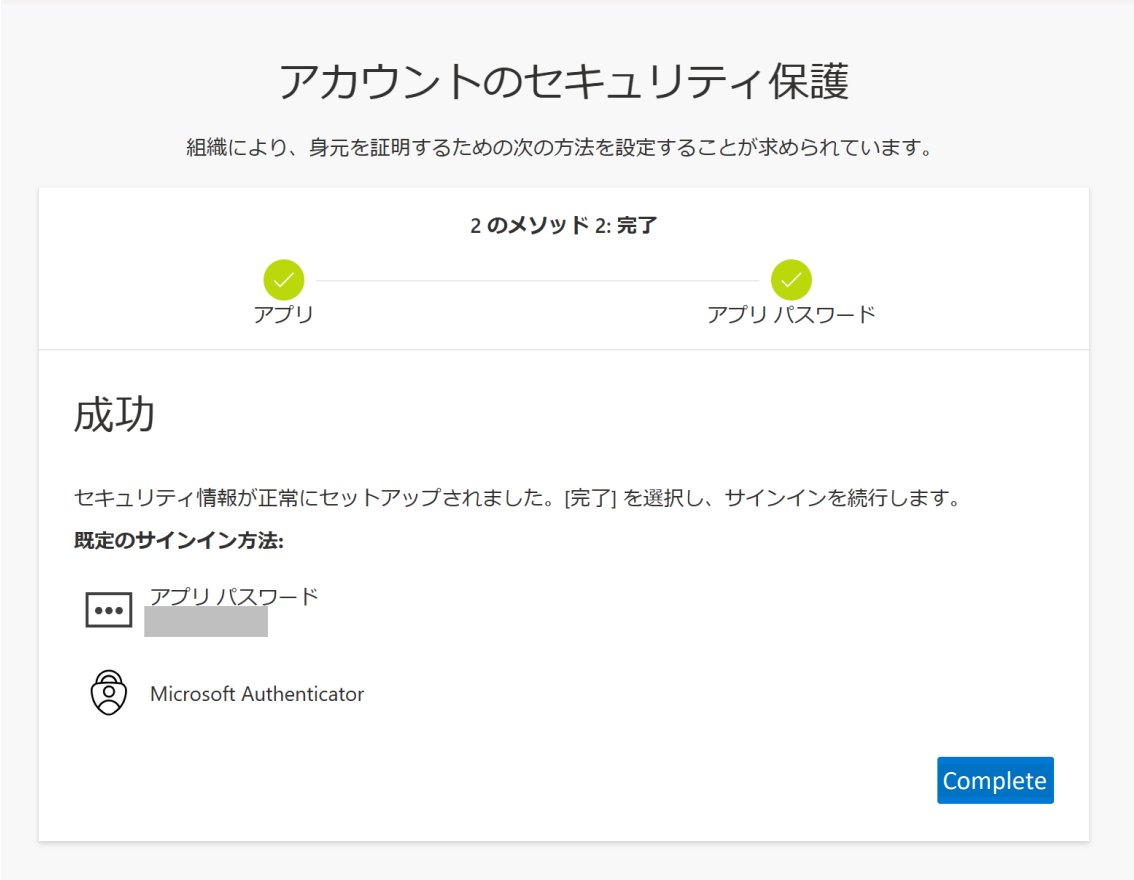 アカウントのセキュリティ保護
組織により、身元を証明するための次の方法を設定することが求められています。
2 のメソッド 2: 完了
アプリ
アプリ パスワード
成功
セキュリティ情報が正常にセットアップされました。[完了] を選択し、サインインを続行します。
既定のサインイン方法:
アプリ パスワード
Microsoft Authenticator
Complete